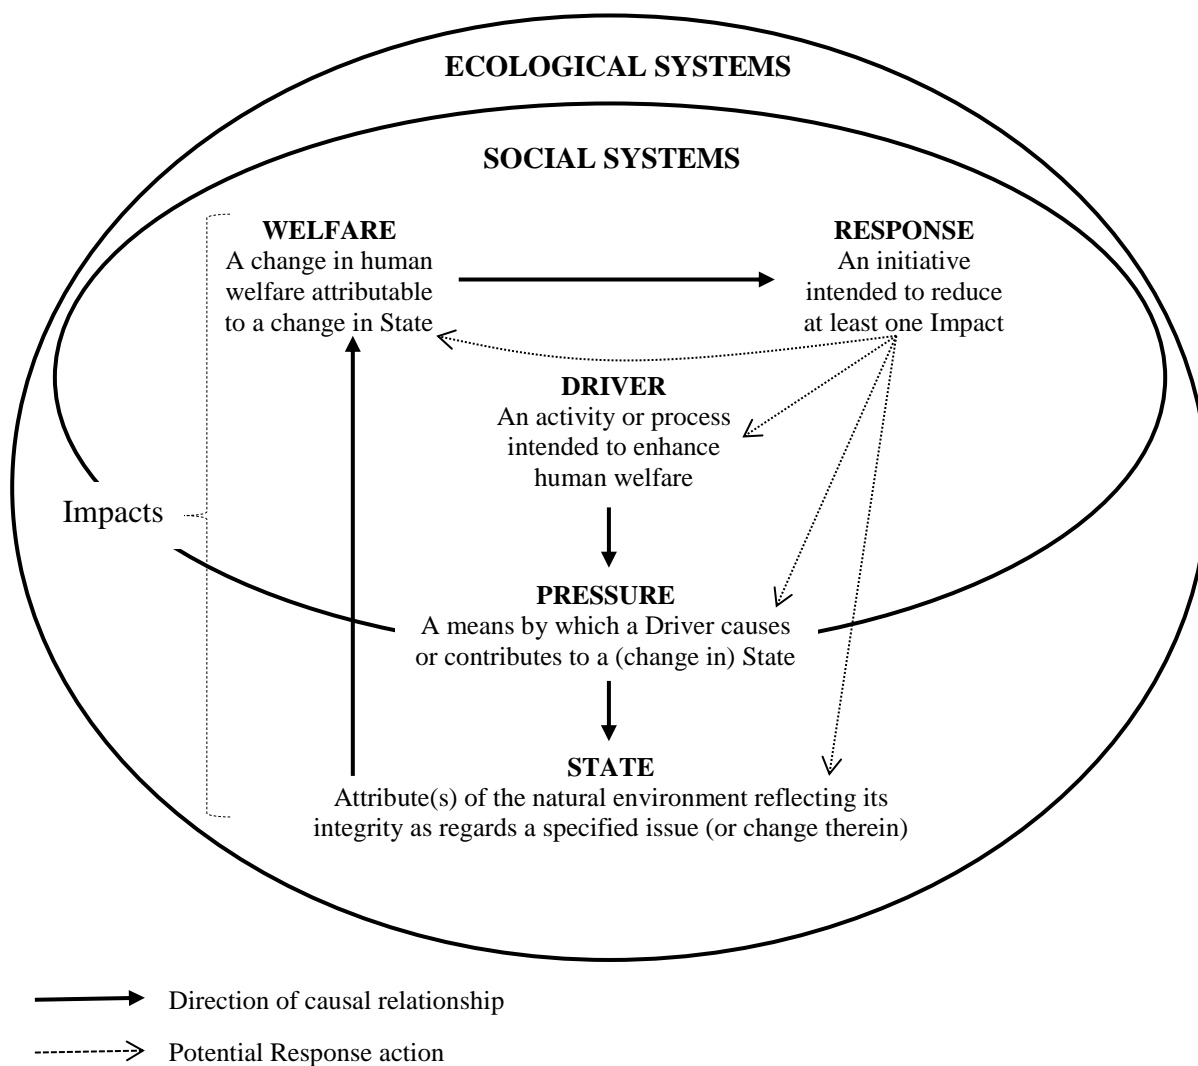 ECOLOGICAL SYSTEMS
SOCIAL SYSTEMS
WELFARE
A change in human
welfare attributable
to a change in State
RESPONSE
An initiative
intended to reduce
at least one Impact
DRIVER
An activity or process
intended to enhance
human welfare
Impacts
PRESSURE
A means by which a Driver causes
or contributes to a (change in) State
STATE
Attribute(s) of the natural environment reflecting its
integrity as regards a specified issue (or change therein)
Direction of causal relationship
Potential Response action